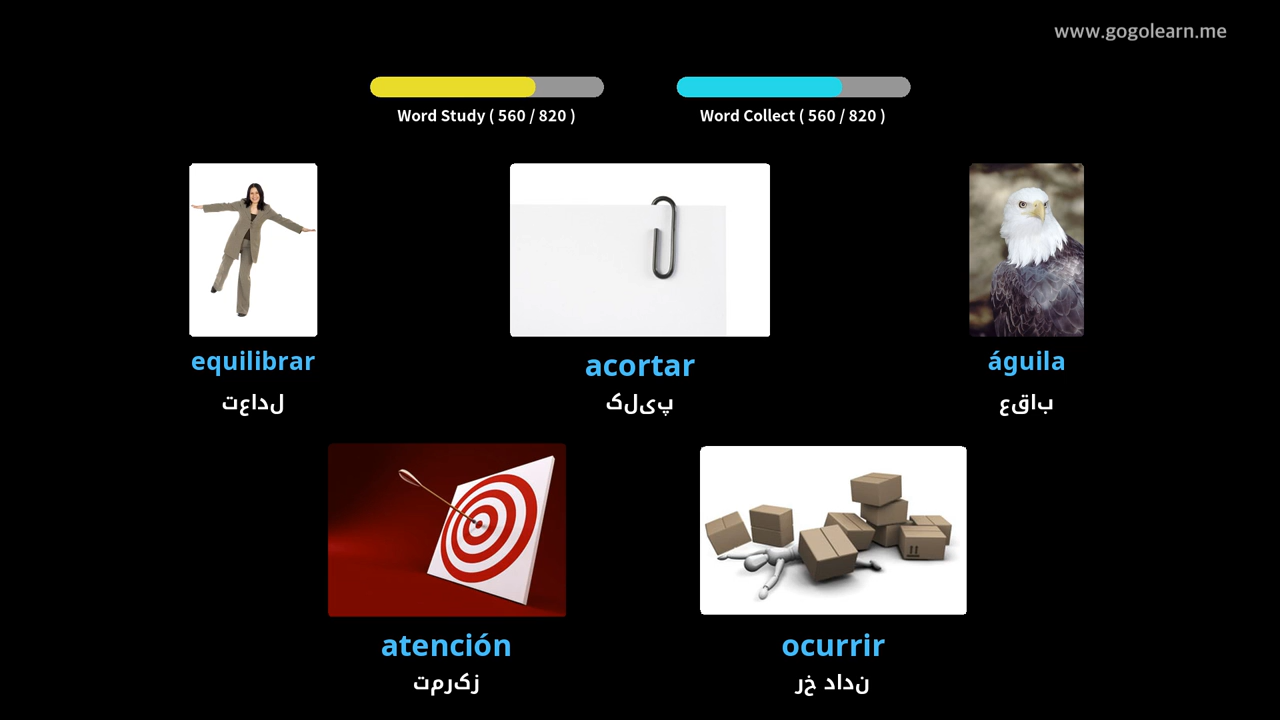 www.gogolearn.me
Word Study ( 560 / 820 )
Word Collect ( 560 / 820 )
equilibrar
لداعت
acortar
پیلک
águila
باقع
atención
زکرمت
ocurrir
نداد خر